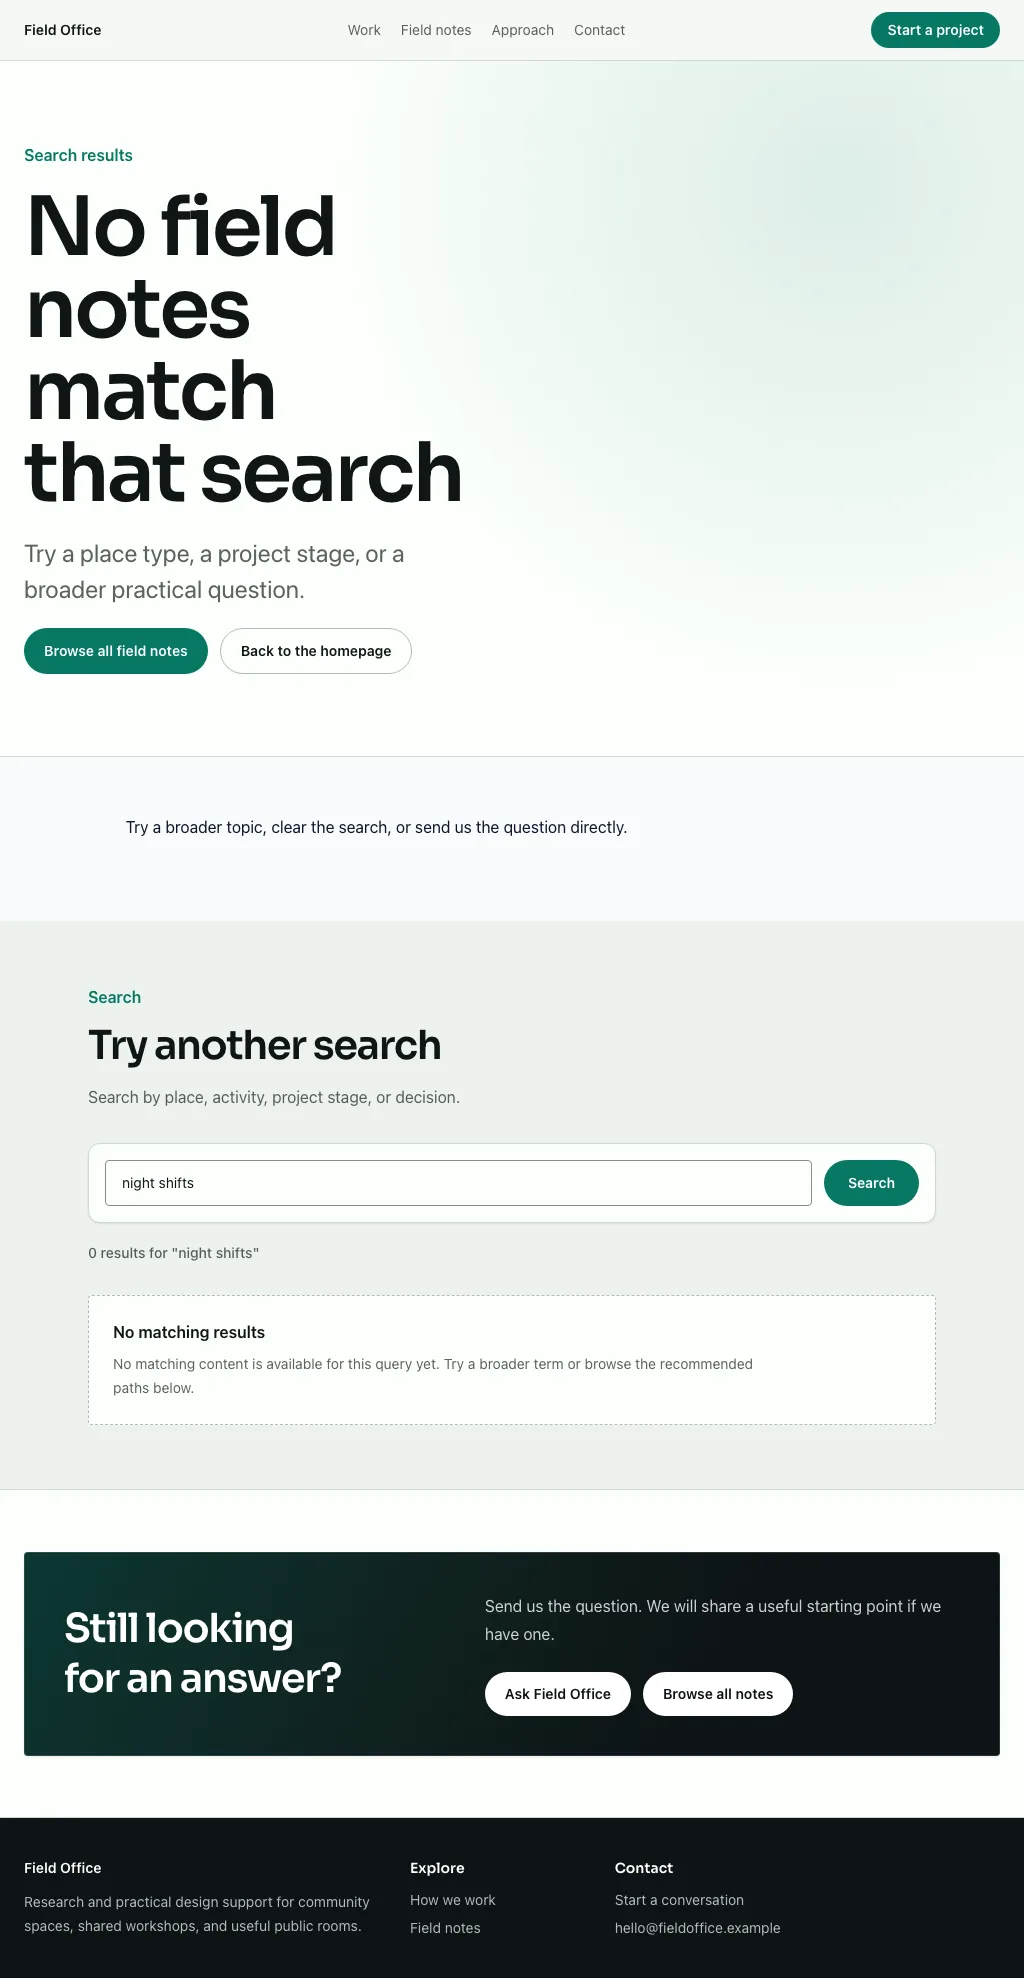 Field Office
Work
Field notes
Approach
Contact
Start a project
Search results
No field
notes
match
that search
Try a place type, a project stage, or a
broader practical question.
Browse all field notes
Back to the homepage
Try a broader topic, clear the search, or send us the question directly.
Search
Try another search
Search by place, activity, project stage, or decision.
night shifts
Search
0 results for "night shifts"
No matching results
No matching content is available for this query yet. Try a broader term or browse the recommended
paths below.
Still looking
for an answer?
Send us the question. We will share a useful starting point if we
have one.
Ask Field Office
Browse all notes
Field Office
Research and practical design support for community
spaces, shared workshops, and useful public rooms.
Explore
How we work
Field notes
Contact
Start a conversation
hello@fieldoffice.example